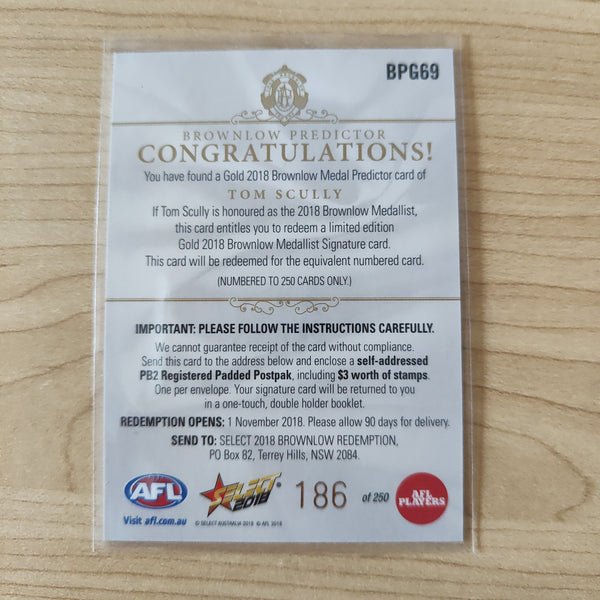 BPG69
BROWNLOW PREDICTOR
CONGRATULATIONS!
You have found a Gold 2018 Brownlow Medal Predictor card of
TOM SCULLY
If Tom Scully is honoured as the 2018 Brownlow Medallist,
this card entitles you to redeem a limited edition
Gold 2018 Brownlow Medallist Signature card.
This card will be redeemed for the equivalent numbered card.
(NUMBERED TO 250 CARDS ONLY.)
IMPORTANT: PLEASE FOLLOW THE INSTRUCTIONS CAREFULLY.
We cannot guarantee receipt of the card without compliance.
Send this card to the address below and enclose a self-addressed
PB2 Registered Padded Postpak, including $3 worth of stamps.
One per envelope. Your signature card will be returned to you
in a one-touch, double holder booklet.
REDEMPTION OPENS: 1 November 2018. Please allow 90 days for delivery.
SEND TO: SELECT 2018 BROWNLOW REDEMPTION,
PO Box 82, Terrey Hills, NSW 2084.
AFL
Visit afl.com.au
SELECT
2018
© SELECT AUSTRALIA 2018 © AFL 2018
186 of 250
AFL
PLAYERS